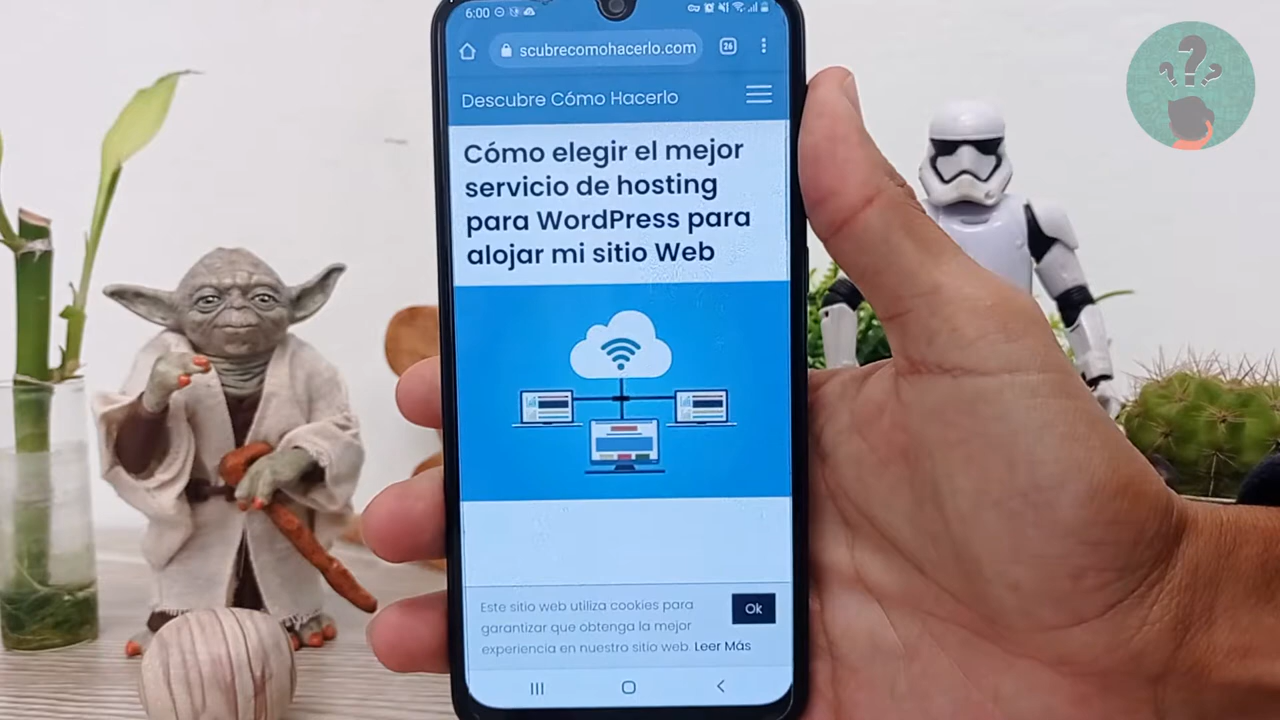 6:00
scubrecomohacerlo.com
26
Descubre Cómo Hacerlo
Cómo elegir el mejor
servicio de hosting
para WordPress para
alojar mi sitio Web
Este sitio web utiliza cookies para
garantizar que obtenga la mejor
experiencia en nuestro sitio web. Leer Más
Ok